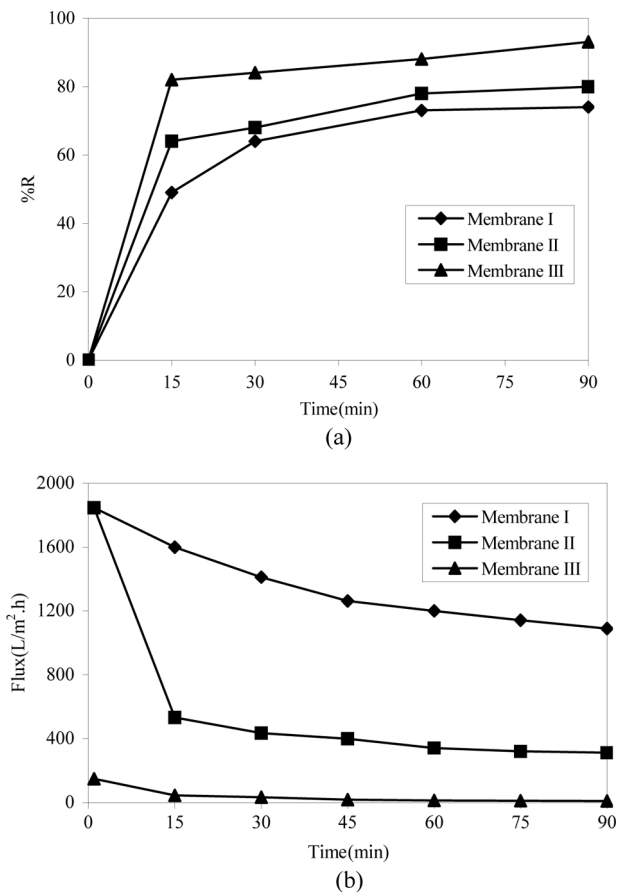 100
80
60
40
20
0
%R
Membrane I
Membrane II
Membrane III
0 15 30 45 60 75 90
Time(min)
(a)
2000
1600
1200
800
400
0
Flux(L/m².h)
Membrane I
Membrane II
Membrane III
0 15 30 45 60 75 90
Time(min)
(b)